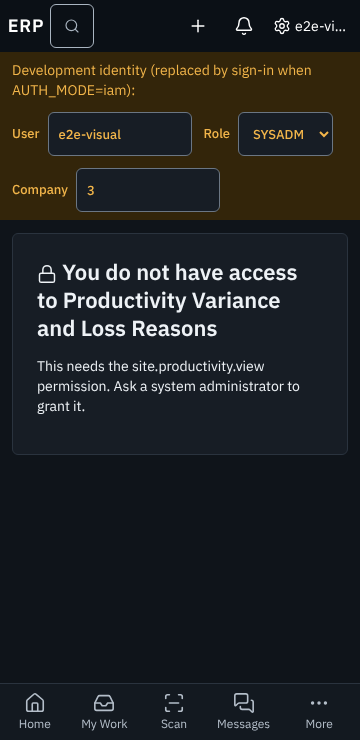 ERP
e2e-vi...
Development identity (replaced by sign-in when
AUTH_MODE=iam):
User e2e-visual Role SYSADM
Company 3
You do not have access
to Productivity Variance
and Loss Reasons
This needs the site.productivity.view
permission. Ask a system administrator to
grant it.
Home My Work Scan Messages More